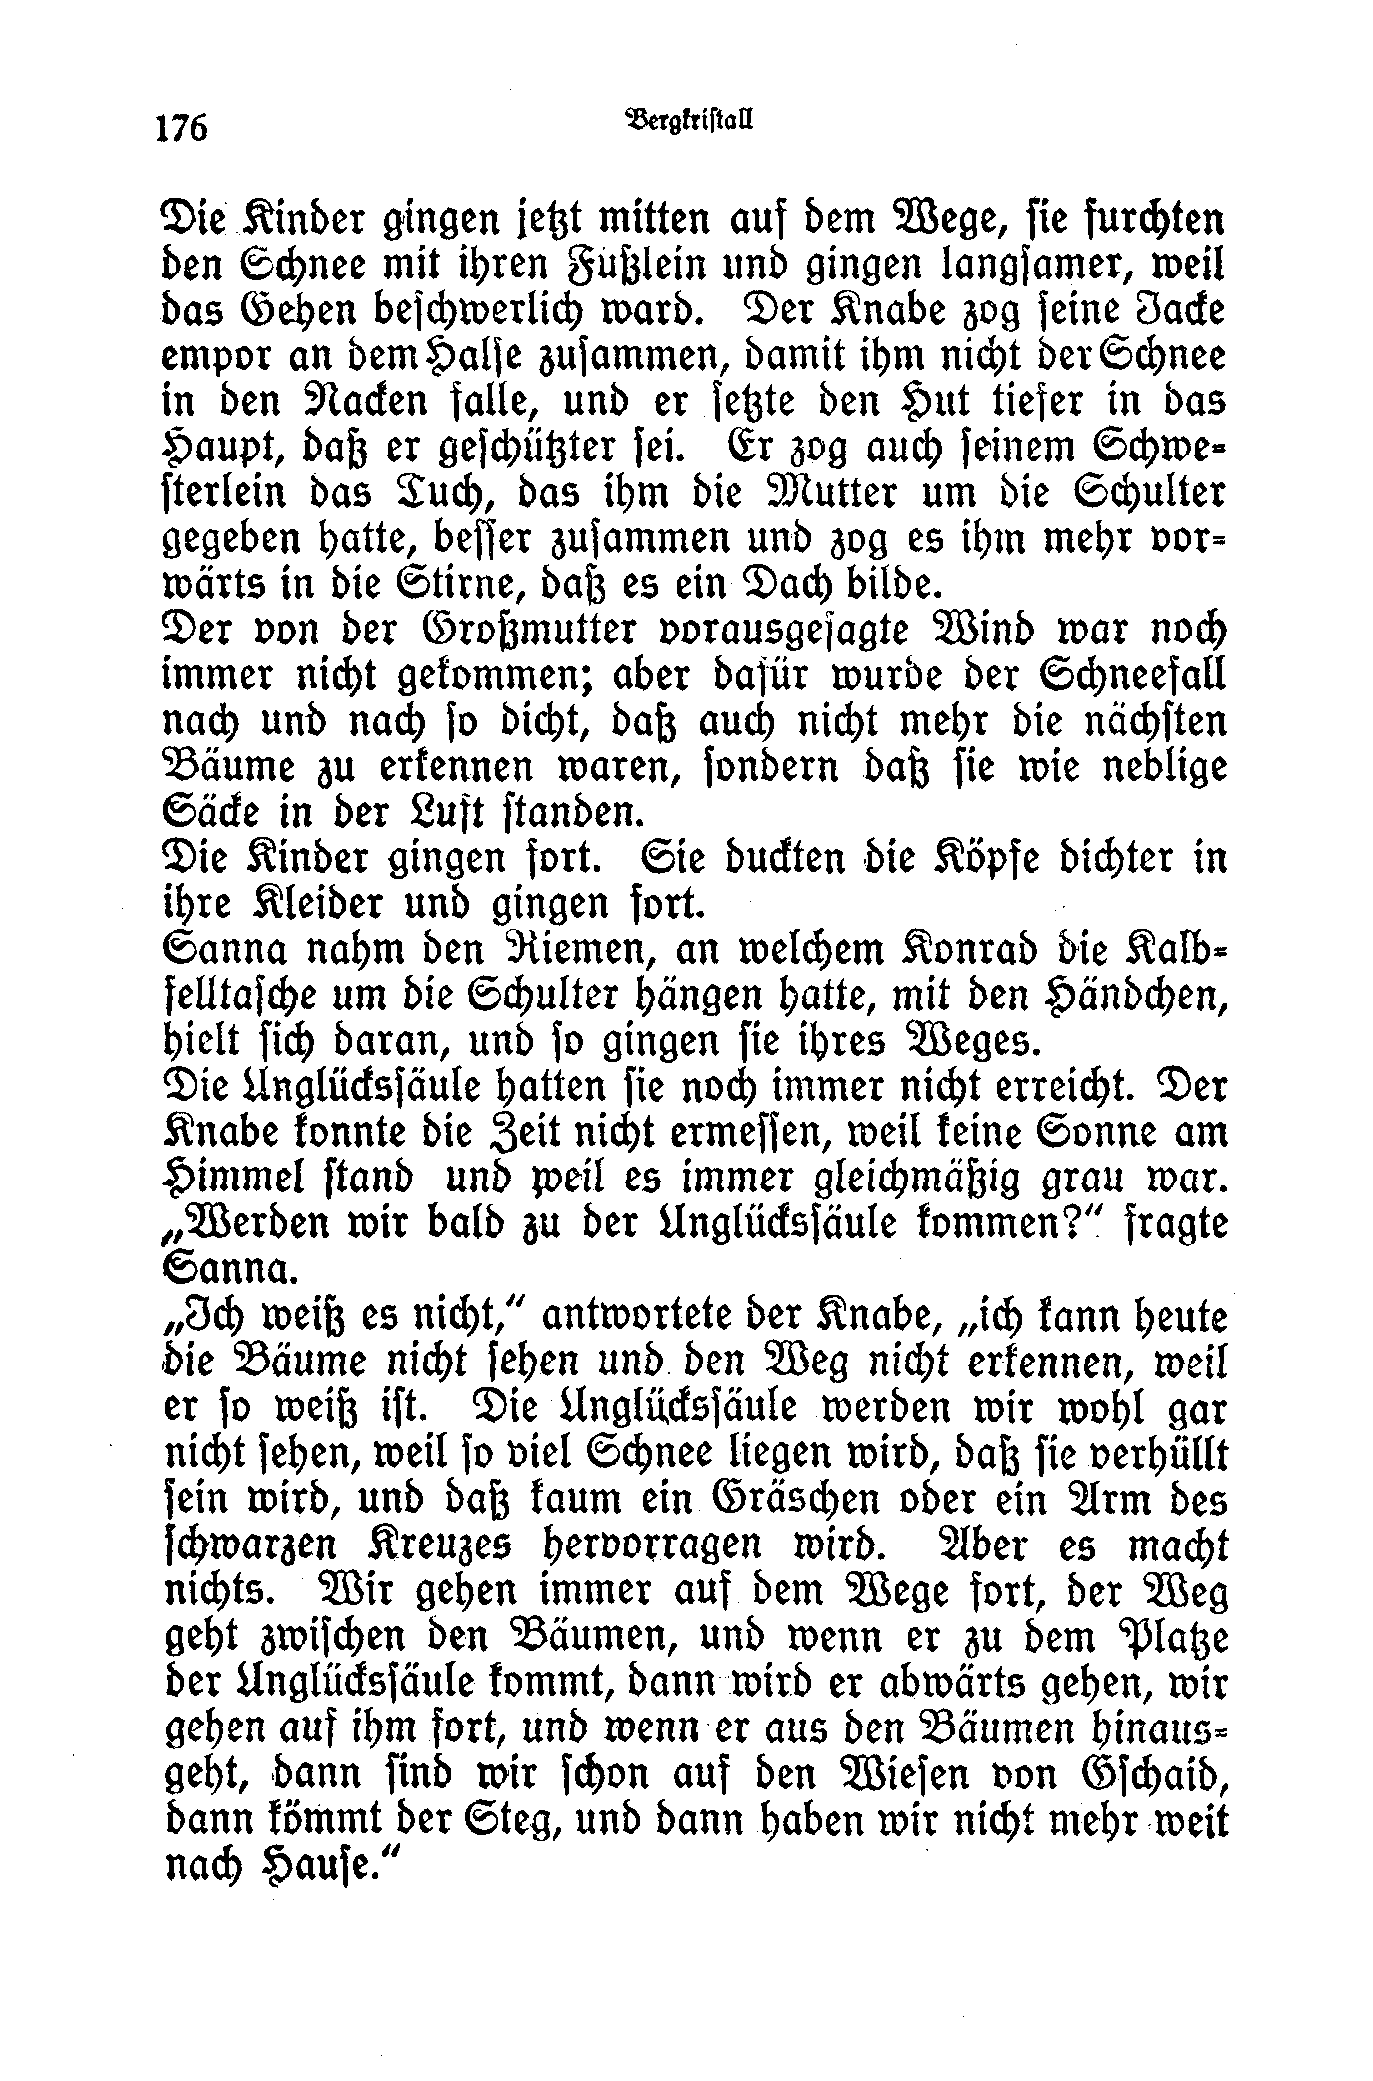 176
Bergkristall
Die Kinder gingen jetzt mitten auf dem Wege, sie furchten
den Schnee mit ihren Füßlein und gingen langsamer, weil
das Gehen beschwerlich ward. Der Knabe zog seine Jacke
empor an dem Halse zusammen, damit ihm nicht der Schnee
in den Nacken falle, und er setzte den Hut tiefer in das
Haupt, daß er geschützter sei. Er zog auch seinem Schwe-
sterlein das Tuch, das ihm die Mutter um die Schulter
gegeben hatte, besser zusammen und zog es ihm mehr vor-
wärts in die Stirne, daß es ein Dach bilde.
Der von der Großmutter vorausgesagte Wind war noch
immer nicht gekommen; aber dafür wurde der Schneefall
nach und nach so dicht, daß auch nicht mehr die nächsten
Bäume zu erkennen waren, sondern daß sie wie neblige
Säcke in der Luft standen.
Die Kinder gingen fort. Sie duckten die Köpfe dichter in
ihre Kleider und gingen fort.
Sanna nahm den Riemen, an welchem Konrad die Kalb-
felltasche um die Schulter hängen hatte, mit den Händchen,
hielt sich daran, und so gingen sie ihres Weges.
Die Unglückssäule hatten sie noch immer nicht erreicht. Der
Knabe konnte die Zeit nicht ermessen, weil keine Sonne am
Himmel stand und weil es immer gleichmäßig grau war.
„Werden wir bald zu der Unglückssäule kommen?“ fragte
Sanna.
„Ich weiß es nicht,“ antwortete der Knabe, „ich kann heute
die Bäume nicht sehen und den Weg nicht erkennen, weil
er so weiß ist. Die Unglückssäule werden wir wohl gar
nicht sehen, weil so viel Schnee liegen wird, daß sie verhüllt
sein wird, und daß kaum ein Gräschen oder ein Arm des
schwarzen Kreuzes hervorragen wird. Aber es macht
nichts. Wir gehen immer auf dem Wege fort, der Weg
geht zwischen den Bäumen, und wenn er zu dem Platze
der Unglückssäule kommt, dann wird er abwärts gehen, wir
gehen auf ihm fort, und wenn er aus den Bäumen hinaus-
geht, dann sind wir schon auf den Wiesen von Gschaid,
dann kömmt der Steg, und dann haben wir nicht mehr weit
nach Hause.“